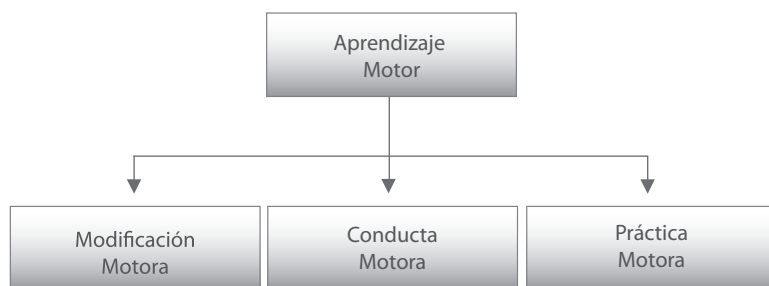 Aprendizaje
Motor
Modificación
Motora
Conducta
Motora
Práctica
Motora